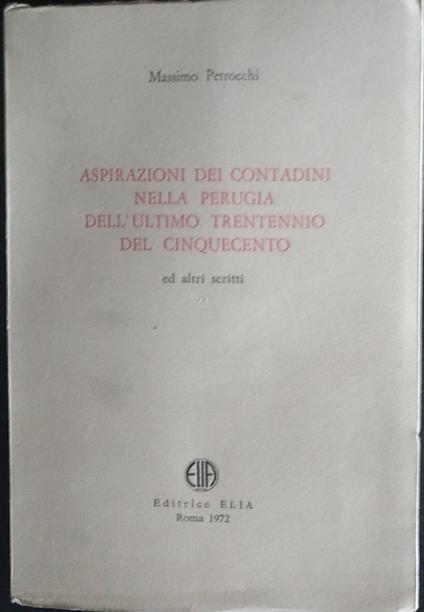 Massimo Petrocchi
ASPIRAZIONI DEI CONTADINI
NELLA PERUGIA
DELL'ULTIMO TRENTENNIO
DEL CINQUECENTO
ed altri scritti
ELIA
Editrice ELIA
Roma 1972